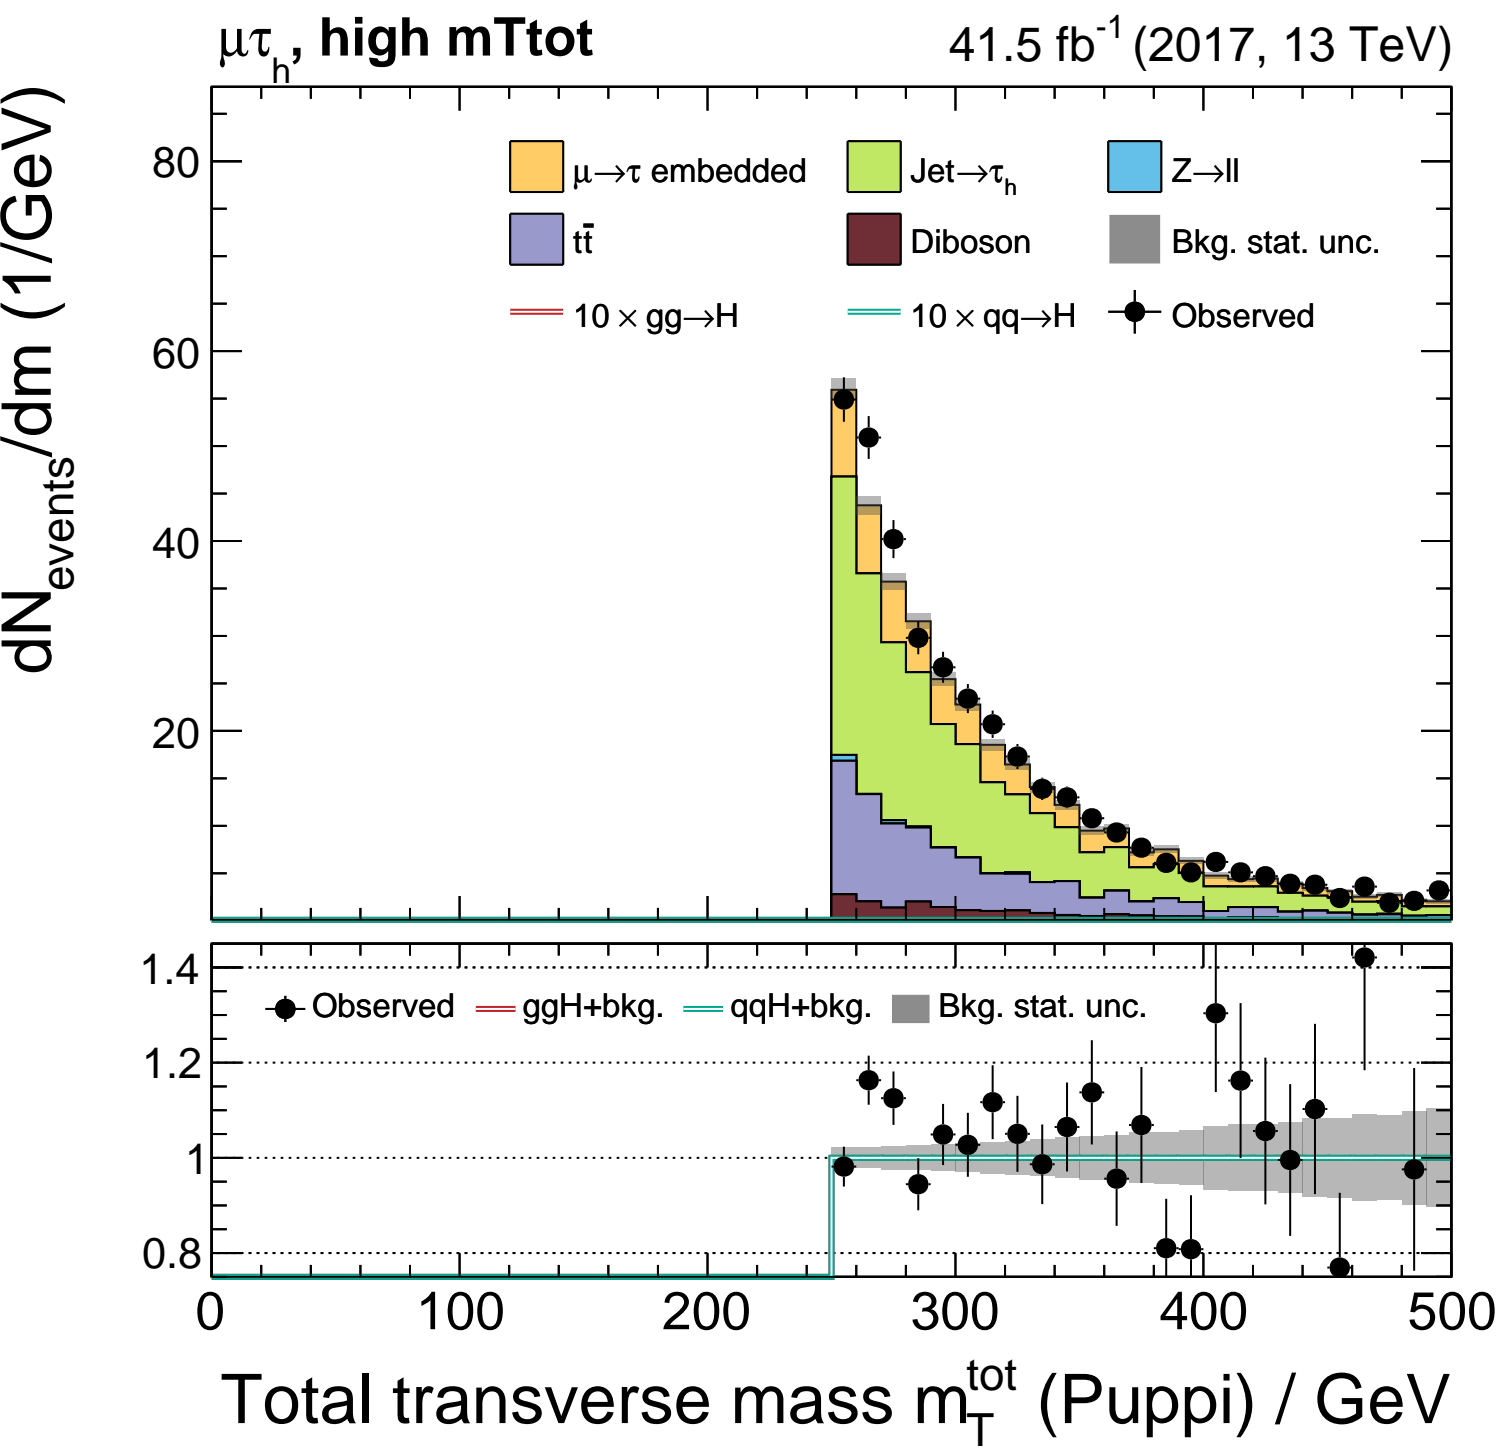 μτh, high mTtot 41.5 fb-1 (2017, 13 TeV)
dNevents/dm (1/GeV)
80
60
40
20
μ→τ embedded Jet→τh Z→ll
tt̄ Diboson Bkg. stat. unc.
10 × gg→H 10 × qq→H Observed
1.4
1.2
1
0.8
Observed ggH+bkg. qqH+bkg. Bkg. stat. unc.
0 100 200 300 400 500
Total transverse mass mTtot (Puppi) / GeV